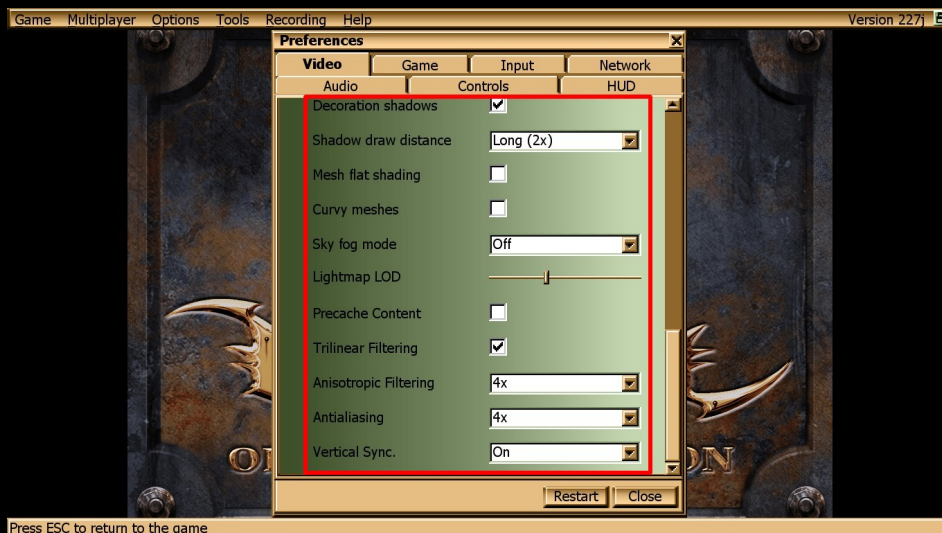 Game Multiplayer Options Tools Recording Help Version 227j
Preferences
Video Game Input Network
Audio Controls HUD
Decoration shadows
Shadow draw distance Long (2x)
Mesh flat shading
Curvy meshes
Sky fog mode Off
Lightmap LOD
Precache Content
Trilinear Filtering
Anisotropic Filtering 4x
Antialiasing 4x
Vertical Sync. On
Restart Close
Press ESC to return to the game